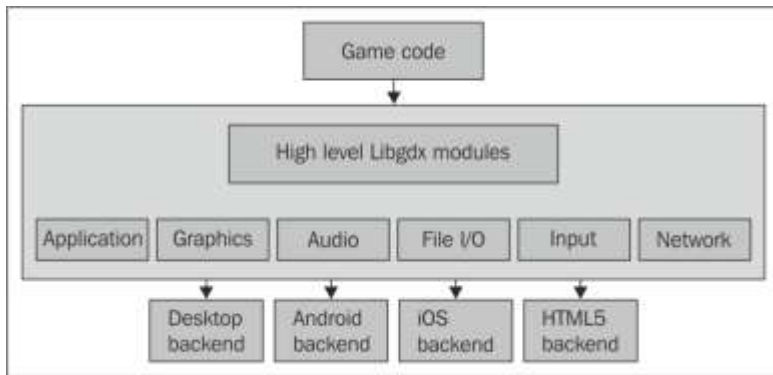 Game code
High level Libgdx modules
Application
Graphics
Audio
File I/O
Input
Network
Desktop
backend
Android
backend
iOS
backend
HTML5
backend